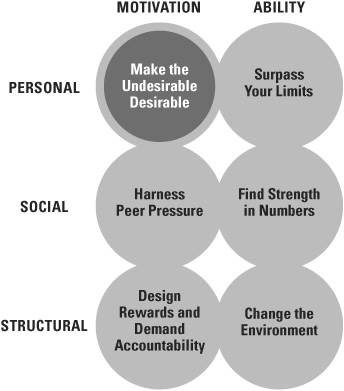 MOTIVATION ABILITY
PERSONAL
Make the
Undesirable
Desirable
Surpass
Your Limits
SOCIAL
Harness
Peer Pressure
Find Strength
in Numbers
STRUCTURAL
Design
Rewards and
Demand
Accountability
Change the
Environment